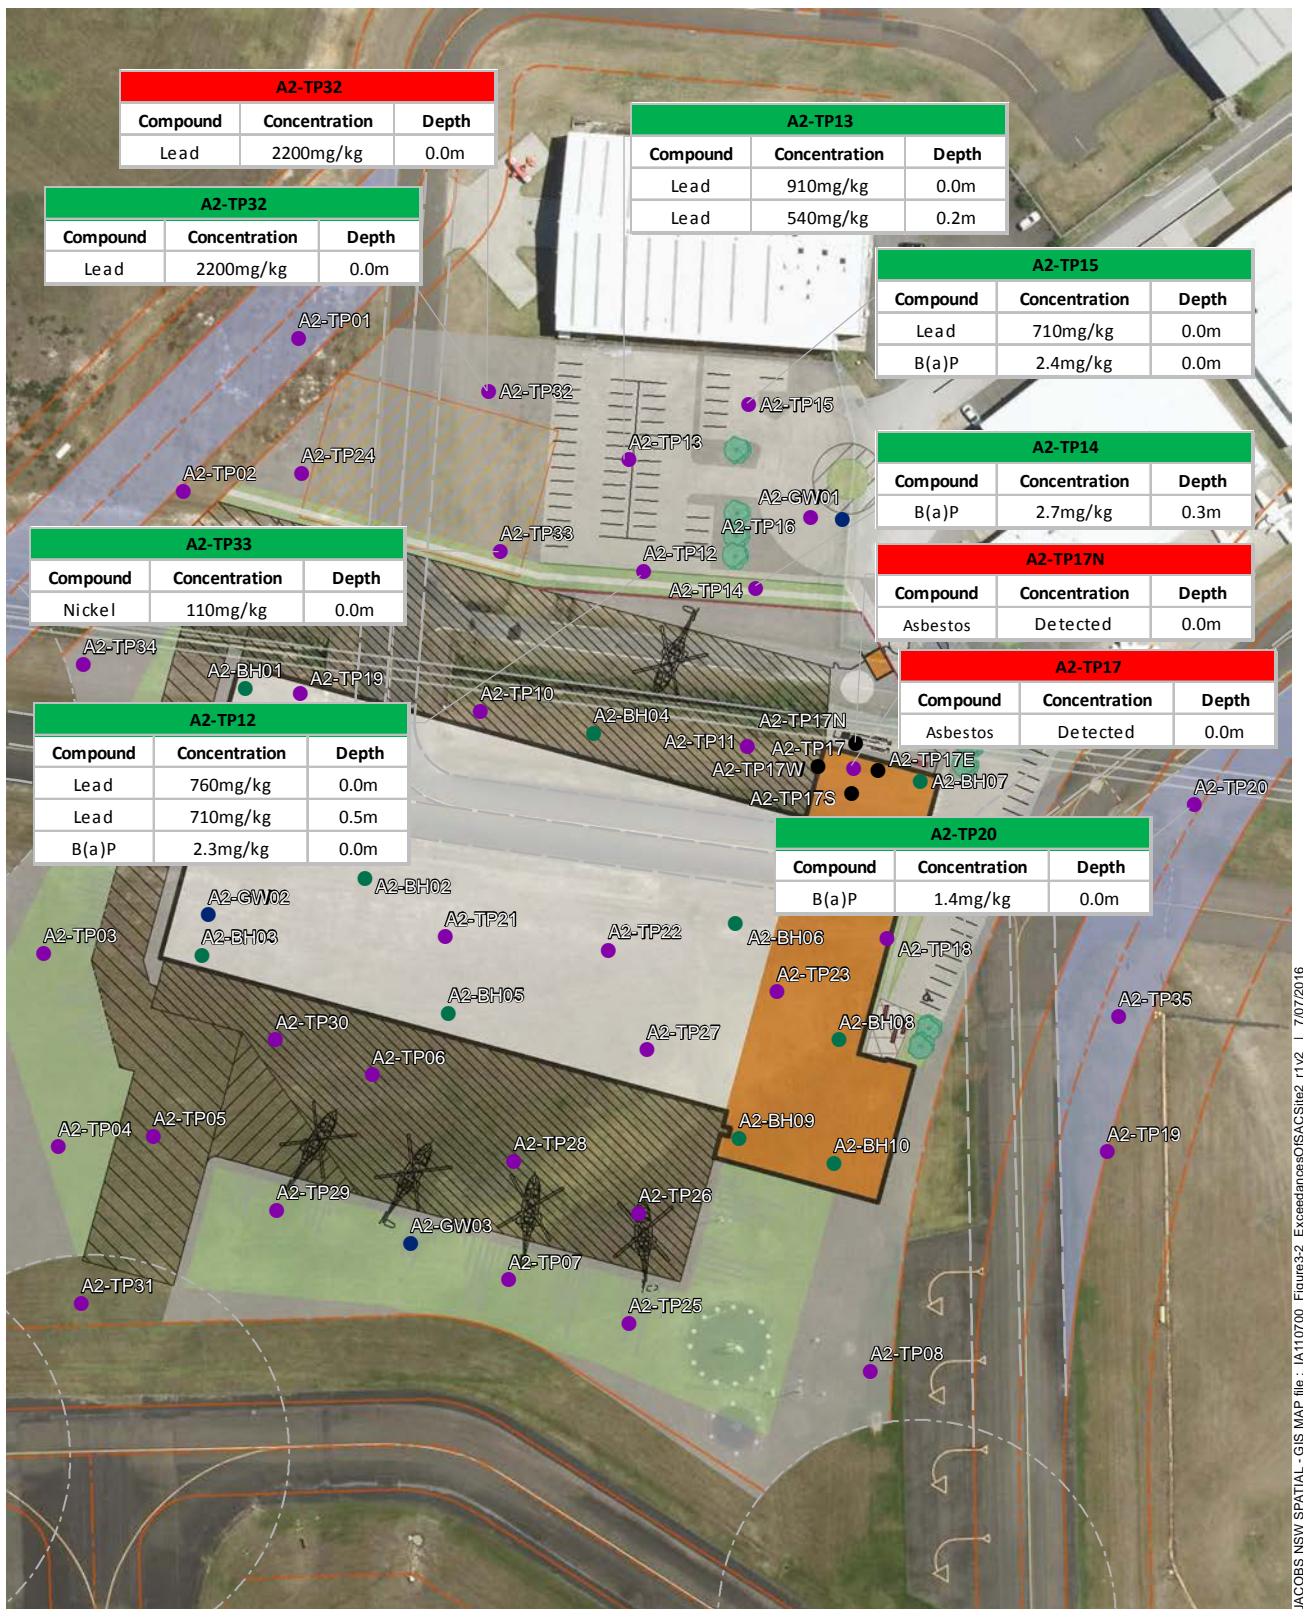 A2-TP32
Compound Concentration Depth
Lead 2200mg/kg 0.0m
A2-TP32
Compound Concentration Depth
Lead 2200mg/kg 0.0m
A2-TP13
Compound Concentration Depth
Lead 910mg/kg 0.0m
Lead 540mg/kg 0.2m
A2-TP15
Compound Concentration Depth
Lead 710mg/kg 0.0m
B(a)P 2.4mg/kg 0.0m
A2-TP01
A2-TP32
A2-TP15
A2-TP13
A2-TP24
A2-TP02
A2-TP14
Compound Concentration Depth
B(a)P 2.7mg/kg 0.3m
A2-GW01
A2-TP16
A2-TP33
A2-TP12
A2-TP14
A2-TP33
Compound Concentration Depth
Nickel 110mg/kg 0.0m
A2-TP17N
Compound Concentration Depth
Asbestos Detected 0.0m
A2-TP17
Compound Concentration Depth
Asbestos Detected 0.0m
A2-TP34
A2-BH01
A2-TP19
A2-TP10
A2-BH04
A2-TP17N
A2-TP11
A2-TP17
A2-TP17W
A2-TP17E
A2-TP17S
A2-BH07
A2-TP20
A2-TP12
Compound Concentration Depth
Lead 760mg/kg 0.0m
Lead 710mg/kg 0.5m
B(a)P 2.3mg/kg 0.0m
A2-TP20
Compound Concentration Depth
B(a)P 1.4mg/kg 0.0m
A2-BH02
A2-GW02
A2-TP03
A2-BH03
A2-TP21
A2-TP22
A2-BH06
A2-TP18
A2-TP23
A2-BH05
A2-TP35
A2-TP30
A2-TP27
A2-BH08
A2-TP06
A2-TP04
A2-TP05
A2-TP28
A2-BH09
A2-BH10
A2-TP19
A2-TP29
A2-GW03
A2-TP26
A2-TP07
A2-TP31
A2-TP25
A2-TP08
JACOBS NSW SPATIAL - GIS MAP file : IA110700_Figure3-2_ExceedancesOfSACSite2_r1v2 | 7/07/2016